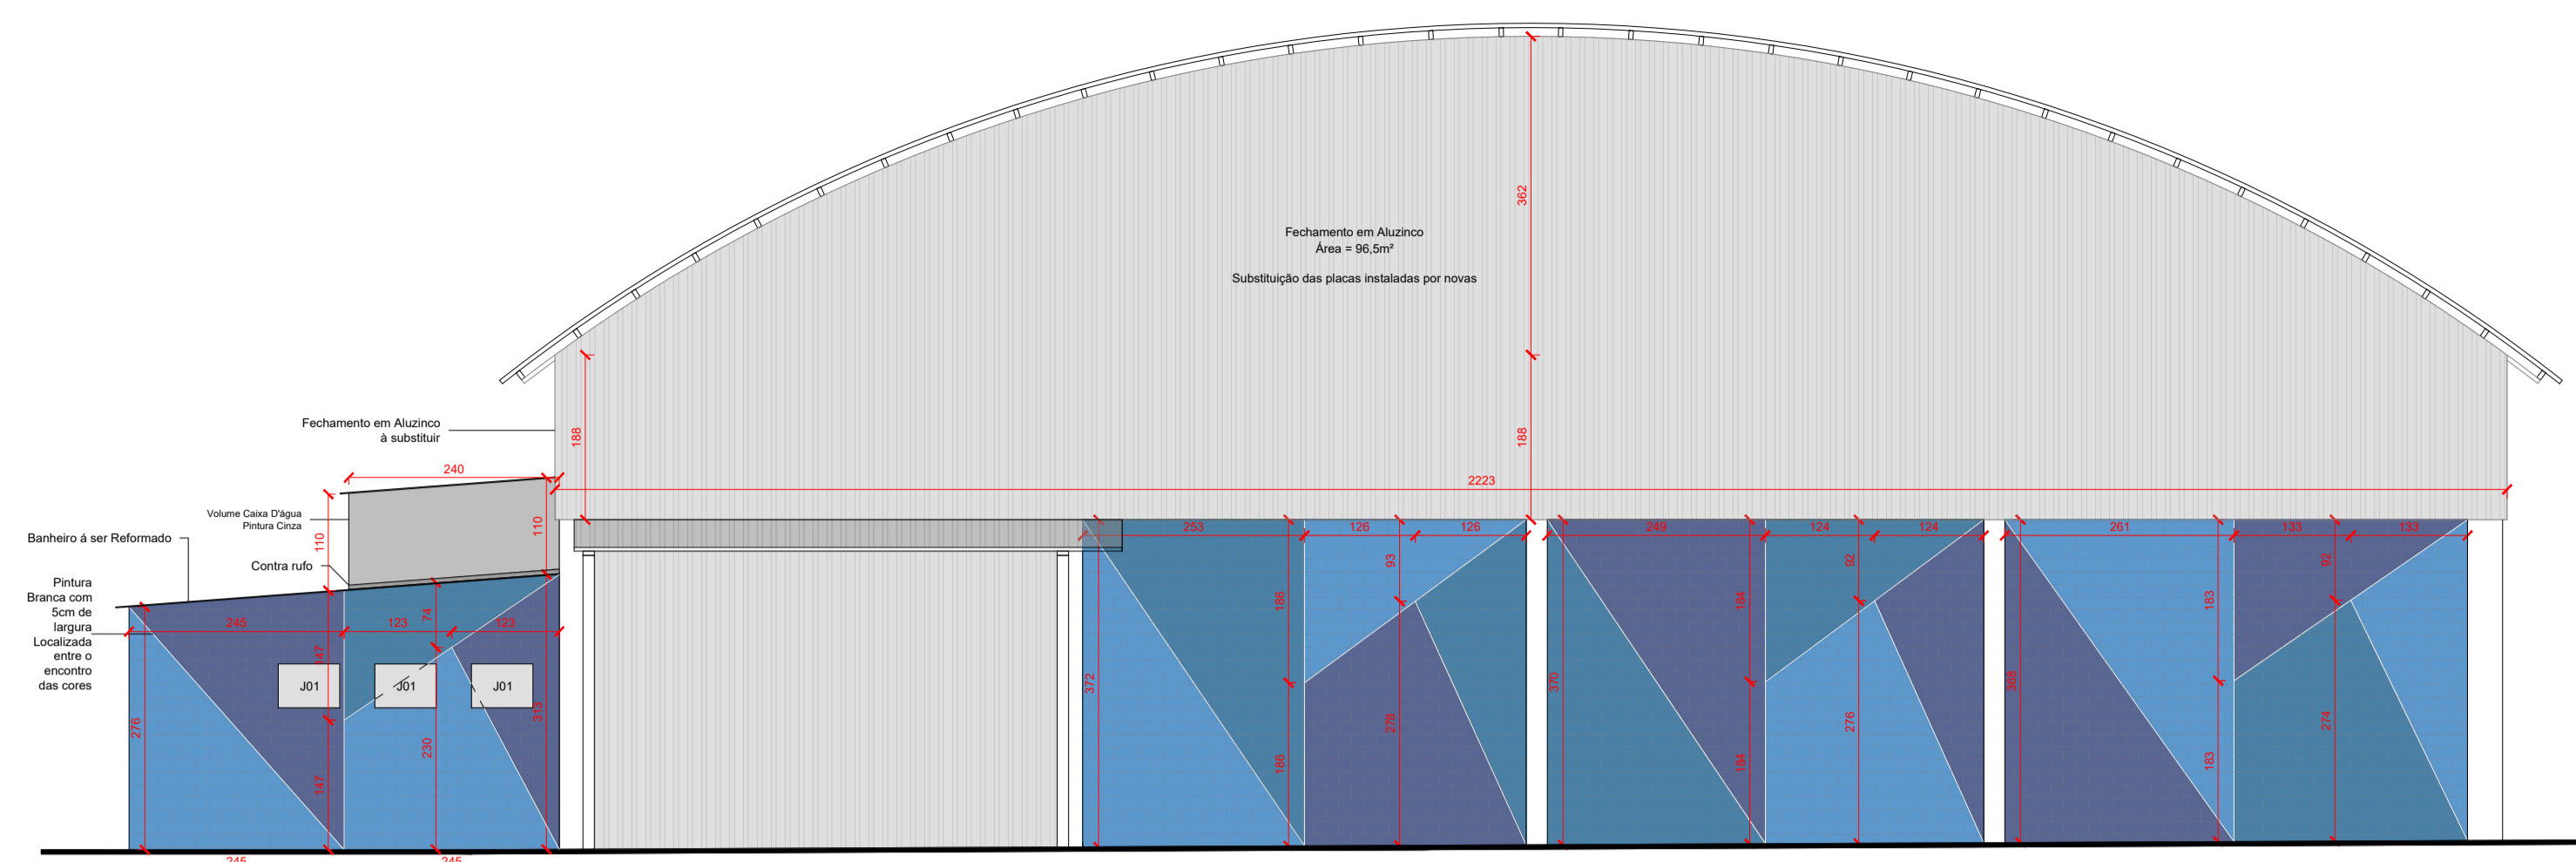 362
Fechamento em Aluzinco
Área = 96,5m²
Substituição das placas instaladas por novas
Fechamento em Aluzinco
à substituir
188
188
240
2223
Volume Caixa D'água
Pintura Cinza
110
110
Banheiro á ser Reformado
Contra rufo
253
126
126
249
124
124
261
133
133
93
92
92
Pintura
Branca com
5cm de
largura
Localizada
entre o
encontro
das cores
245
123
123
74
147
186
184
183
J01
J01
J01
276
313
230
147
372
370
368
278
276
274
186
184
183
245
245